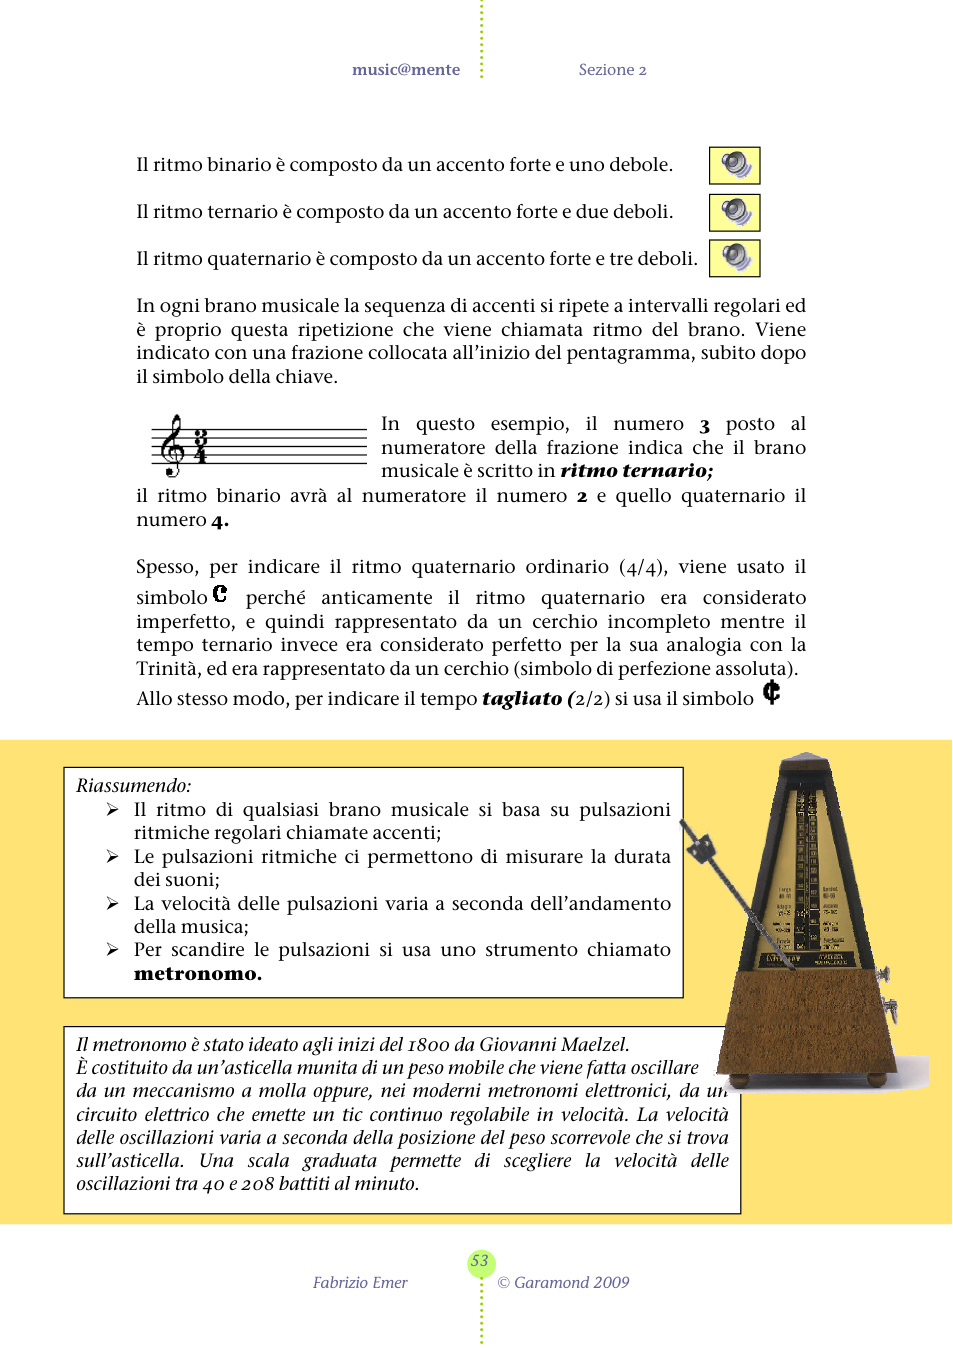 music@mente
Sezione 2
Il ritmo binario è composto da un accento forte e uno debole.
Il ritmo ternario è composto da un accento forte e due deboli.
Il ritmo quaternario è composto da un accento forte e tre deboli.
In ogni brano musicale la sequenza di accenti si ripete a intervalli regolari ed
è proprio questa ripetizione che viene chiamata ritmo del brano. Viene
indicato con una frazione collocata all’inizio del pentagramma, subito dopo
il simbolo della chiave.
3
4
In questo esempio, il numero 3 posto al
numeratore della frazione indica che il brano
musicale è scritto in ritmo ternario;
il ritmo binario avrà al numeratore il numero 2 e quello quaternario il
numero 4.
Spesso, per indicare il ritmo quaternario ordinario (4/4), viene usato il
simbolo C perché anticamente il ritmo quaternario era considerato
imperfetto, e quindi rappresentato da un cerchio incompleto mentre il
tempo ternario invece era considerato perfetto per la sua analogia con la
Trinità, ed era rappresentato da un cerchio (simbolo di perfezione assoluta).
Allo stesso modo, per indicare il tempo tagliato (2/2) si usa il simbolo ¢
Riassumendo:
➢ Il ritmo di qualsiasi brano musicale si basa su pulsazioni
ritmiche regolari chiamate accenti;
➢ Le pulsazioni ritmiche ci permettono di misurare la durata
dei suoni;
➢ La velocità delle pulsazioni varia a seconda dell’andamento
della musica;
➢ Per scandire le pulsazioni si usa uno strumento chiamato
metronomo.
Il metronomo è stato ideato agli inizi del 1800 da Giovanni Maelzel.
È costituito da un’asticella munita di un peso mobile che viene fatta oscillare
da un meccanismo a molla oppure, nei moderni metronomi elettronici, da un
circuito elettrico che emette un tic continuo regolabile in velocità. La velocità
delle oscillazioni varia a seconda della posizione del peso scorrevole che si trova
sull’asticella. Una scala graduata permette di scegliere la velocità delle
oscillazioni tra 40 e 208 battiti al minuto.
53
Fabrizio Emer
© Garamond 2009